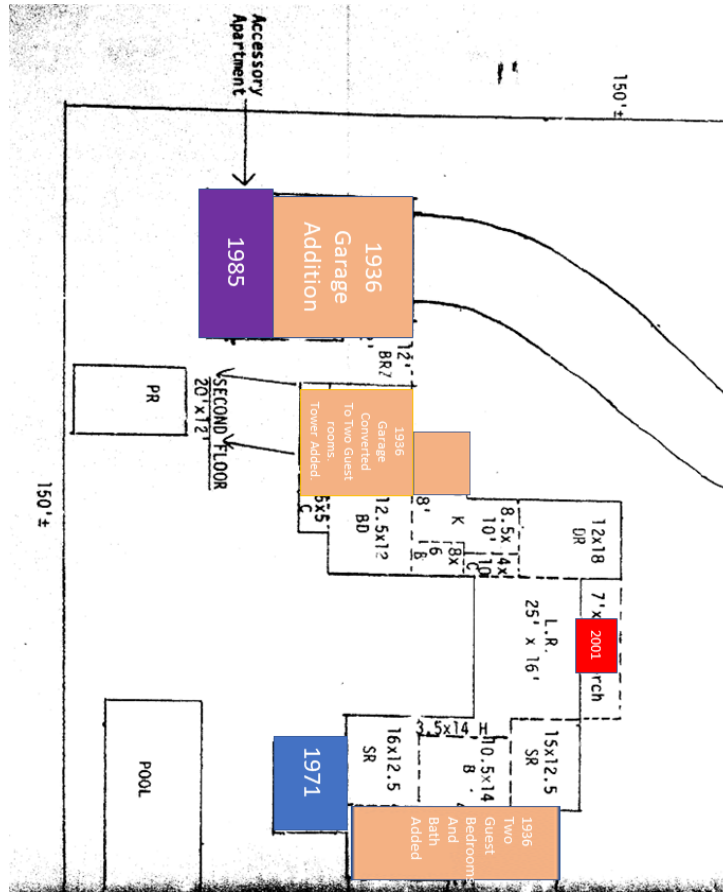 Accessory
Apartment
150'±
1985
1936
Garage
Addition
12'
BRZ
PR
SECOND FLOOR
20'x12'
1936
Garage
Converted
To Two Guest
rooms.
Tower Added.
150'±
C
12.5x12
BD
8'
K
8.5x
10'
8x
6
B
4x
10
C
12x18
DR
L.R.
25' x 16'
7'x
rch
2001
POOL
1971
16x12.5
SR
3.5x14 H
10.5x14
B
15x12.5
SR
1936
Two
Guest
Bedrooms
And
Bath
Added